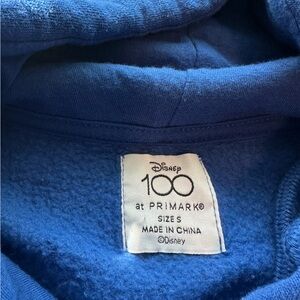 Disney
100
at PRIMARK®
SIZE S
MADE IN CHINA
©Disney